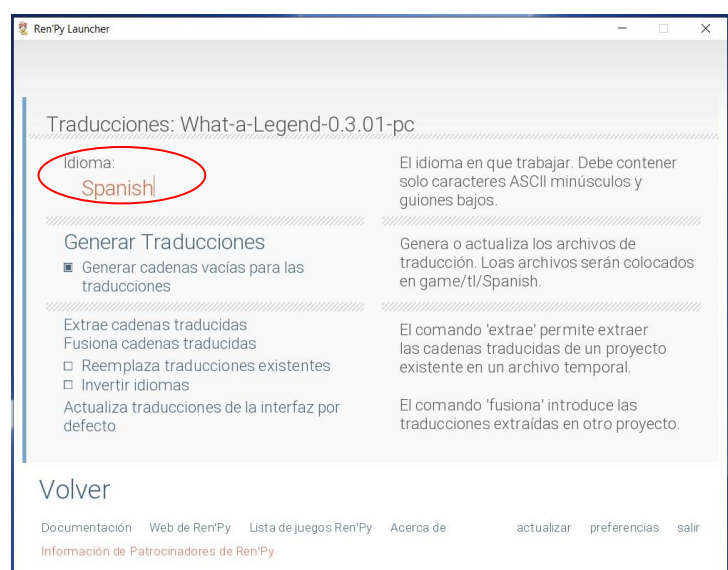 Ren'Py Launcher
Traducciones: What-a-Legend-0.3.01-pc
Idioma:
Spanish
El idioma en que trabajar. Debe contener
solo caracteres ASCII minúsculos y
guiones bajos.
Generar Traducciones
Generar cadenas vacías para las
traducciones
Genera o actualiza los archivos de
traducción. Loas archivos serán colocados
en game/tl/Spanish.
Extrae cadenas traducidas
Fusiona cadenas traducidas
Reemplaza traducciones existentes
Invertir idiomas
Actualiza traducciones de la interfaz por
defecto
El comando 'extrae' permite extraer
las cadenas traducidas de un proyecto
existente en un archivo temporal.
El comando 'fusiona' introduce las
traducciones extraídas en otro proyecto.
Volver
Documentación Web de Ren'Py Lista de juegos Ren'Py Acerca de actualizar preferencias salir
Información de Patrocinadores de Ren'Py